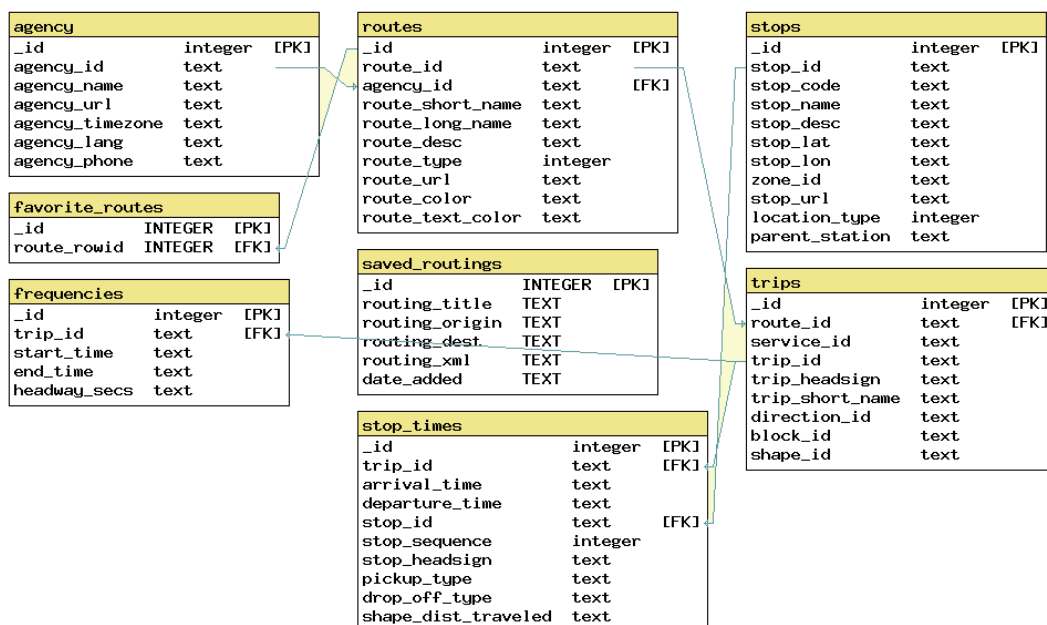 agency
_id integer [PK]
agency_id text
agency_name text
agency_url text
agency_timezone text
agency_lang text
agency_phone text
favorite_routes
_id INTEGER [PK]
route_rowid INTEGER [FK]
frequencies
_id integer [PK]
trip_id text [FK]
start_time text
end_time text
headway_secs text
routes
_id integer [PK]
route_id text
agency_id text [FK]
route_short_name text
route_long_name text
route_desc text
route_type integer
route_url text
route_color text
route_text_color text
saved_routings
_id INTEGER [PK]
routing_title TEXT
routing_origin TEXT
routing_dest TEXT
routing_xml TEXT
date_added TEXT
stop_times
_id integer [PK]
trip_id text [FK]
arrival_time text
departure_time text
stop_id text [FK]
stop_sequence integer
stop_headsign text
pickup_type text
drop_off_type text
shape_dist_traveled text
stops
_id integer [PK]
stop_id text
stop_code text
stop_name text
stop_desc text
stop_lat text
stop_lon text
zone_id text
stop_url text
location_type integer
parent_station text
trips
_id integer [PK]
route_id text [FK]
service_id text
trip_id text
trip_headsign text
trip_short_name text
direction_id text
block_id text
shape_id text